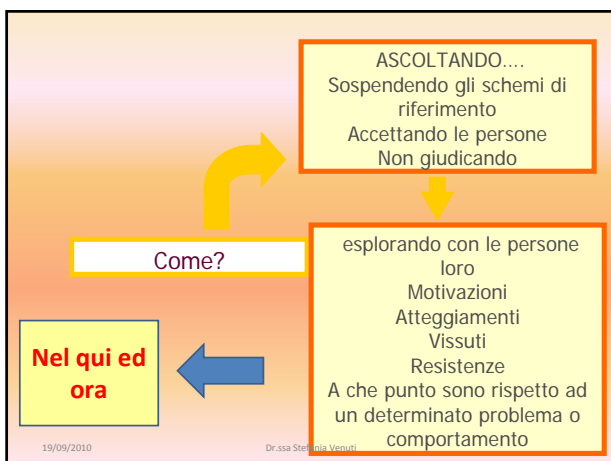 Come?
ASCOLTANDO....
Sospendendo gli schemi di
riferimento
Accettando le persone
Non giudicando
esplorando con le persone
loro
Motivazioni
Atteggiamenti
Vissuti
Resistenze
A che punto sono rispetto ad
un determinato problema o
comportamento
Nel qui ed
ora
19/09/2010
Dr.ssa Stefania Venuti